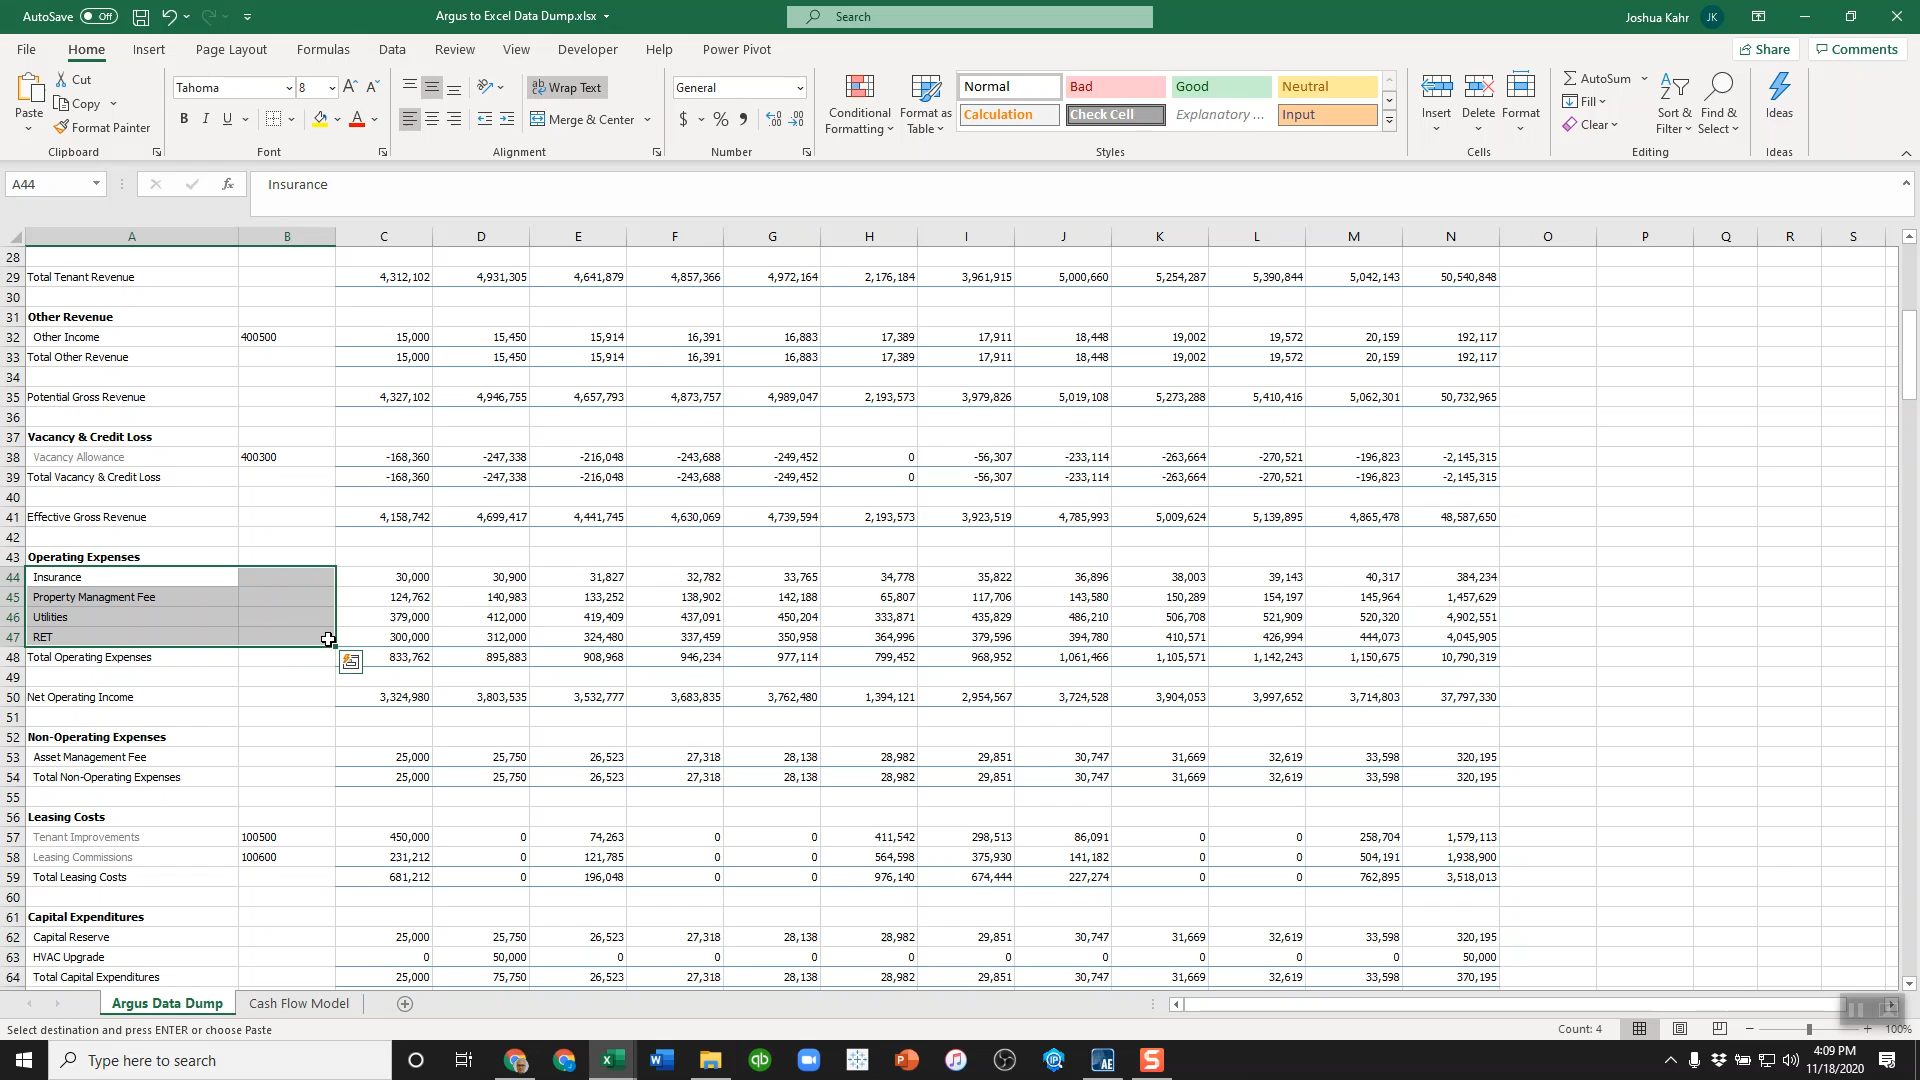 AutoSave Off Argus to Excel Data Dump.xlsx Search Joshua Kahr JK
File Home Insert Page Layout Formulas Data Review View Developer Help Power Pivot Share Comments
Paste Cut Copy Format Painter Clipboard
Tahoma 8 B I U A Font
Wrap Text Merge & Center Alignment
General $ % Number
Conditional Formatting Format as Table
Normal Bad Good Neutral
Calculation Check Cell Explanatory ... Input
Styles
Insert Delete Format Cells
AutoSum Fill Clear Sort & Filter Find & Select Editing
Ideas Ideas
A44 fx Insurance
A B C D E F G H I J K L M N O P Q R S
28
29 Total Tenant Revenue 4,312,102 4,931,305 4,641,879 4,857,366 4,972,164 2,176,184 3,961,915 5,000,660 5,254,287 5,390,844 5,042,143 50,540,848
30
31 Other Revenue
32 Other Income 400500 15,000 15,450 15,914 16,391 16,883 17,389 17,911 18,448 19,002 19,572 20,159 192,117
33 Total Other Revenue 15,000 15,450 15,914 16,391 16,883 17,389 17,911 18,448 19,002 19,572 20,159 192,117
34
35 Potential Gross Revenue 4,327,102 4,946,755 4,657,793 4,873,757 4,989,047 2,193,573 3,979,826 5,019,108 5,273,288 5,410,416 5,062,301 50,732,965
36
37 Vacancy & Credit Loss
38 Vacancy Allowance 400300 -168,360 -247,338 -216,048 -243,688 -249,452 0 -56,307 -233,114 -263,664 -270,521 -196,823 -2,145,315
39 Total Vacancy & Credit Loss -168,360 -247,338 -216,048 -243,688 -249,452 0 -56,307 -233,114 -263,664 -270,521 -196,823 -2,145,315
40
41 Effective Gross Revenue 4,158,742 4,699,417 4,441,745 4,630,069 4,739,594 2,193,573 3,923,519 4,785,993 5,009,624 5,139,895 4,865,478 48,587,650
42
43 Operating Expenses
44 Insurance 30,000 30,900 31,827 32,782 33,765 34,778 35,822 36,896 38,003 39,143 40,317 384,234
45 Property Managment Fee 124,762 140,983 133,252 138,902 142,188 65,807 117,706 143,580 150,289 154,197 145,964 1,457,629
46 Utilities 379,000 412,000 419,409 437,091 450,204 333,871 435,829 486,210 506,708 521,909 520,320 4,902,551
47 RET 300,000 312,000 324,480 337,459 350,958 364,996 379,596 394,780 410,571 426,994 444,073 4,045,905
48 Total Operating Expenses 833,762 895,883 908,968 946,234 977,114 799,452 968,952 1,061,466 1,105,571 1,142,243 1,150,675 10,790,319
49
50 Net Operating Income 3,324,980 3,803,535 3,532,777 3,683,835 3,762,480 1,394,121 2,954,567 3,724,528 3,904,053 3,997,652 3,714,803 37,797,330
51
52 Non-Operating Expenses
53 Asset Management Fee 25,000 25,750 26,523 27,318 28,138 28,982 29,851 30,747 31,669 32,619 33,598 320,195
54 Total Non-Operating Expenses 25,000 25,750 26,523 27,318 28,138 28,982 29,851 30,747 31,669 32,619 33,598 320,195
55
56 Leasing Costs
57 Tenant Improvements 100500 450,000 0 74,263 0 0 411,542 298,513 86,091 0 0 258,704 1,579,113
58 Leasing Commissions 100600 231,212 0 121,785 0 0 564,598 375,930 141,182 0 0 504,191 1,938,900
59 Total Leasing Costs 681,212 0 196,048 0 0 976,140 674,444 227,274 0 0 762,895 3,518,013
60
61 Capital Expenditures
62 Capital Reserve 25,000 25,750 26,523 27,318 28,138 28,982 29,851 30,747 31,669 32,619 33,598 320,195
63 HVAC Upgrade 0 50,000 0 0 0 0 0 0 0 0 0 50,000
64 Total Capital Expenditures 25,000 75,750 26,523 27,318 28,138 28,982 29,851 30,747 31,669 32,619 33,598 370,195
Argus Data Dump Cash Flow Model
Select destination and press ENTER or choose Paste Count: 4 100%
Type here to search 4:09 PM
11/18/2020